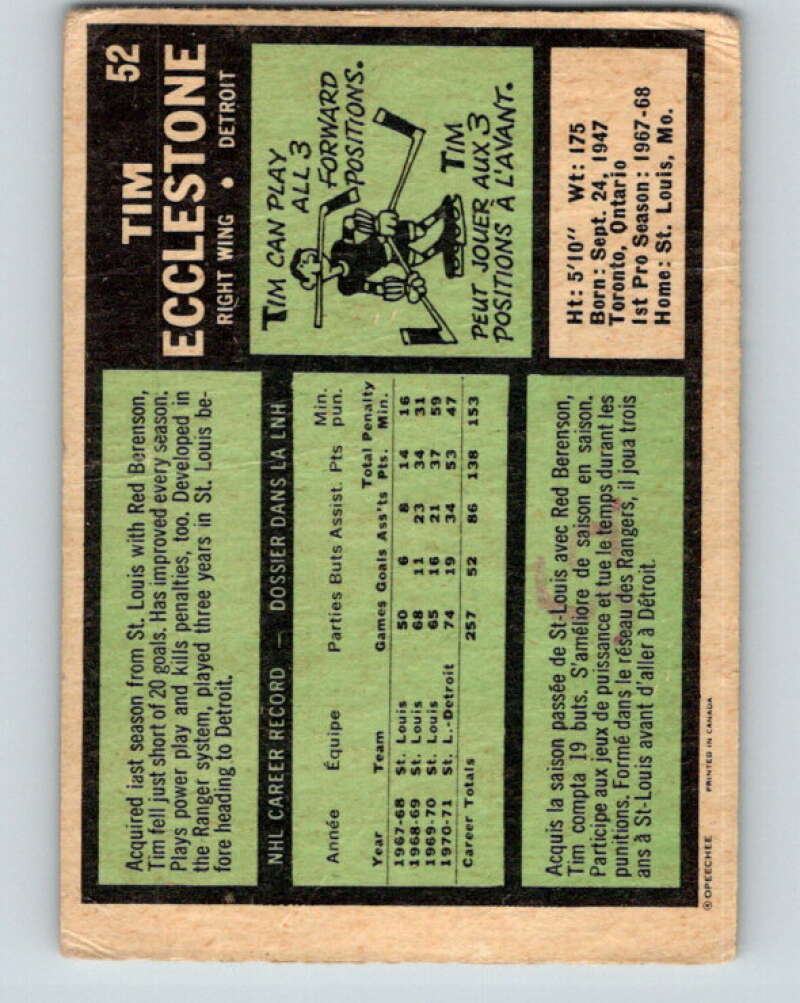 52
TIM
ECCLESTONE
RIGHT WING • DETROIT
Acquired last season from St. Louis with Red Berenson,
Tim fell just short of 20 goals. Has improved every season.
Plays power play and kills penalties, too. Developed in
the Ranger system, played three years in St. Louis be-
fore heading to Detroit.
TIM CAN PLAY
ALL 3
FORWARD
POSITIONS.
TIM
PEUT JOUER AUX 3
POSITIONS À L'AVANT.
NHL CAREER RECORD — DOSSIER DANS LA LNH
Année Équipe Parties Buts Assist. Pts Min. pun.
Year Team Games Goals Ass'ts Total Pts. Penalty Min.
1967-68 St. Louis 50 6 8 14 16
1968-69 St. Louis 68 11 23 34 31
1969-70 St. Louis 65 16 21 37 59
1970-71 St. L.-Detroit 74 19 34 53 47
Career Totals 257 52 86 138 153
Ht: 5'10" Wt: 175
Born: Sept. 24, 1947
Toronto, Ontario
1st Pro Season: 1967-68
Home: St. Louis, Mo.
Acquis la saison passée de St-Louis avec Red Berenson,
Tim compta 19 buts. S'améliore de saison en saison.
Participe aux jeux de puissance et tue le temps durant les
punitions. Formé dans le réseau des Rangers, il joua trois
ans à St-Louis avant d'aller à Détroit.
© OPEECHEE PRINTED IN CANADA